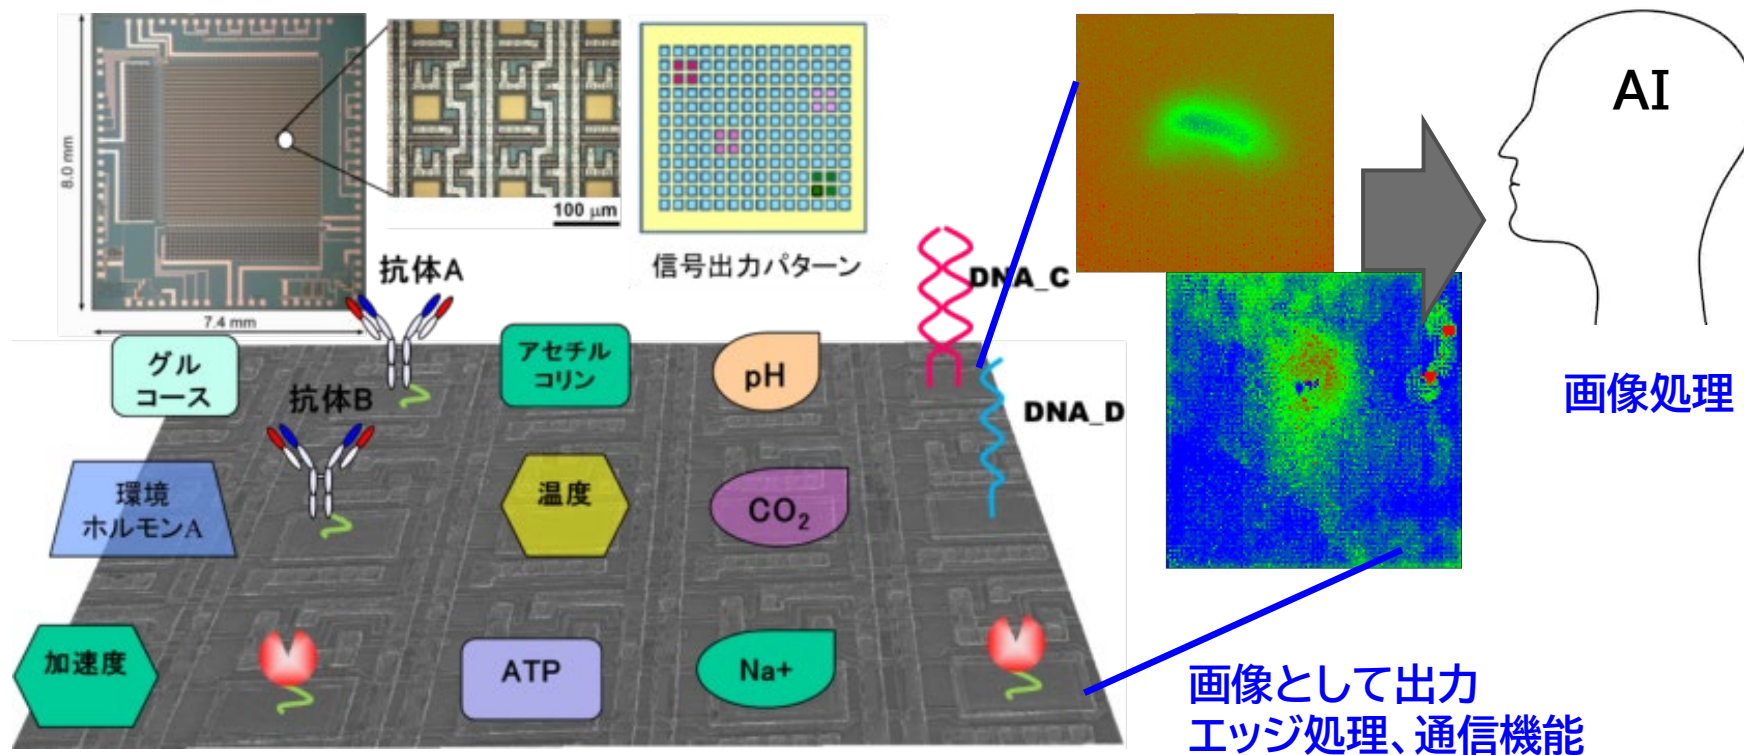 8.0 mm
7.4 mm
100 μm
信号出力パターン
抗体A
抗体B
グル
コース
アセチル
コリン
pH
DNA_C
DNA_D
環境
ホルモンA
温度
CO₂
加速度
ATP
Na+
AI
画像処理
画像として出力
エッジ処理、通信機能